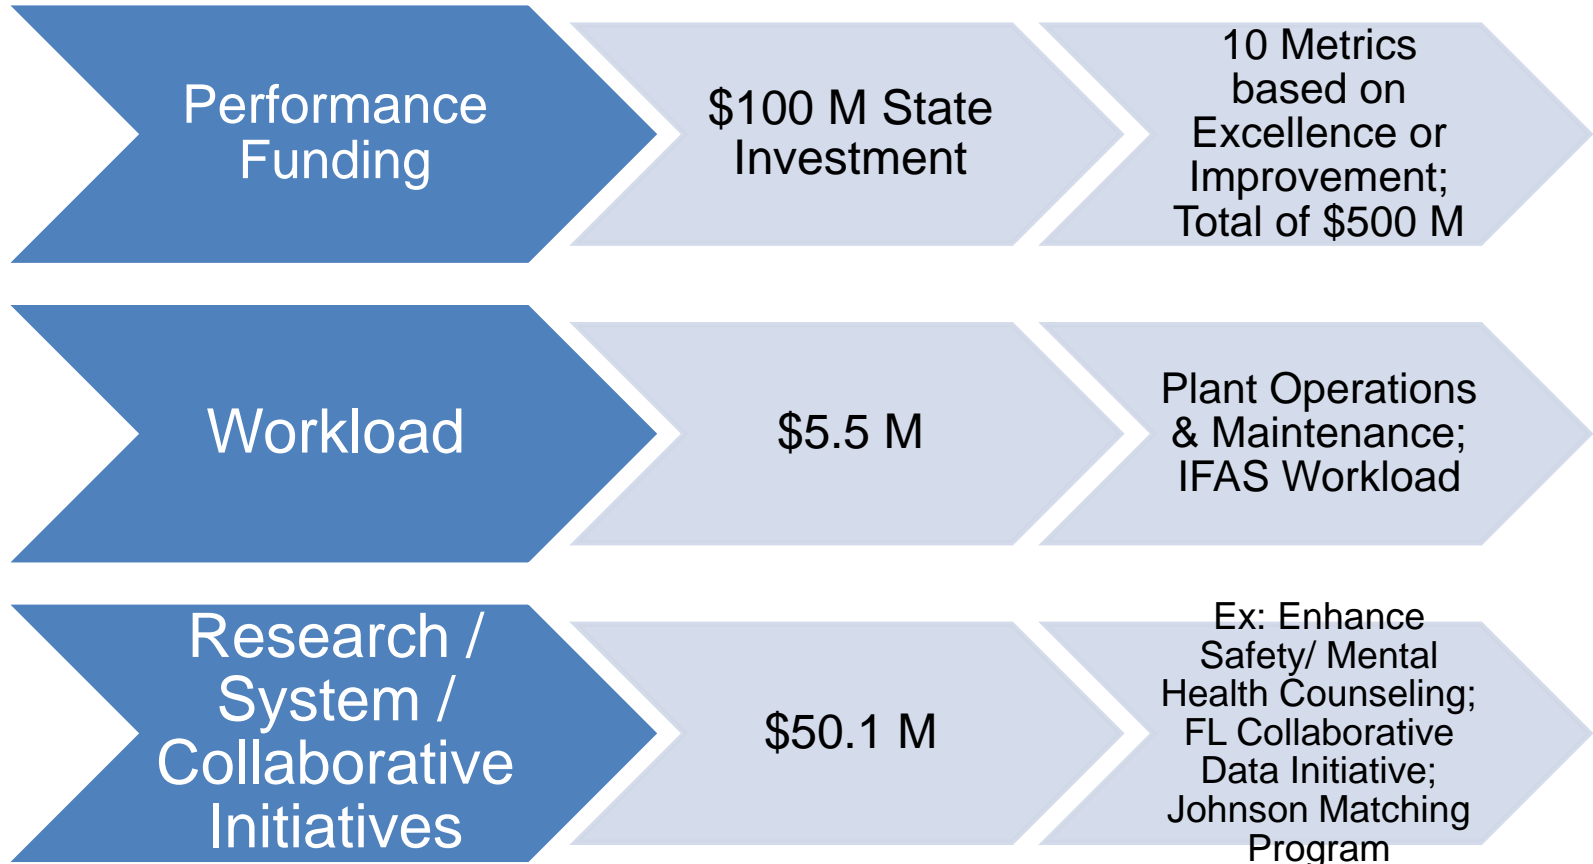 Performance
Funding
$100 M State
Investment
10 Metrics
based on
Excellence or
Improvement;
Total of $500 M
Workload
$5.5 M
Plant Operations
& Maintenance;
IFAS Workload
Research /
System /
Collaborative
Initiatives
$50.1 M
Ex: Enhance
Safety/ Mental
Health Counseling;
FL Collaborative
Data Initiative;
Johnson Matching
Program